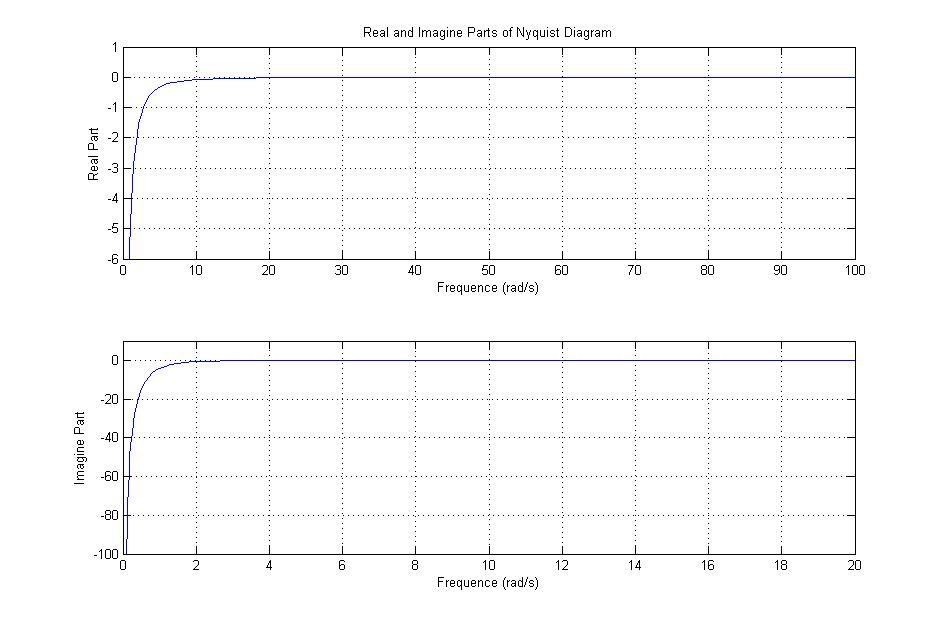 Real and Imagine Parts of Nyquist Diagram
1
0
-1
-2
-3
-4
-5
-6
Real Part
0 10 20 30 40 50 60 70 80 90 100
Frequence (rad/s)
0
-20
-40
-60
-80
-100
Imagine Part
0 2 4 6 8 10 12 14 16 18 20
Frequence (rad/s)